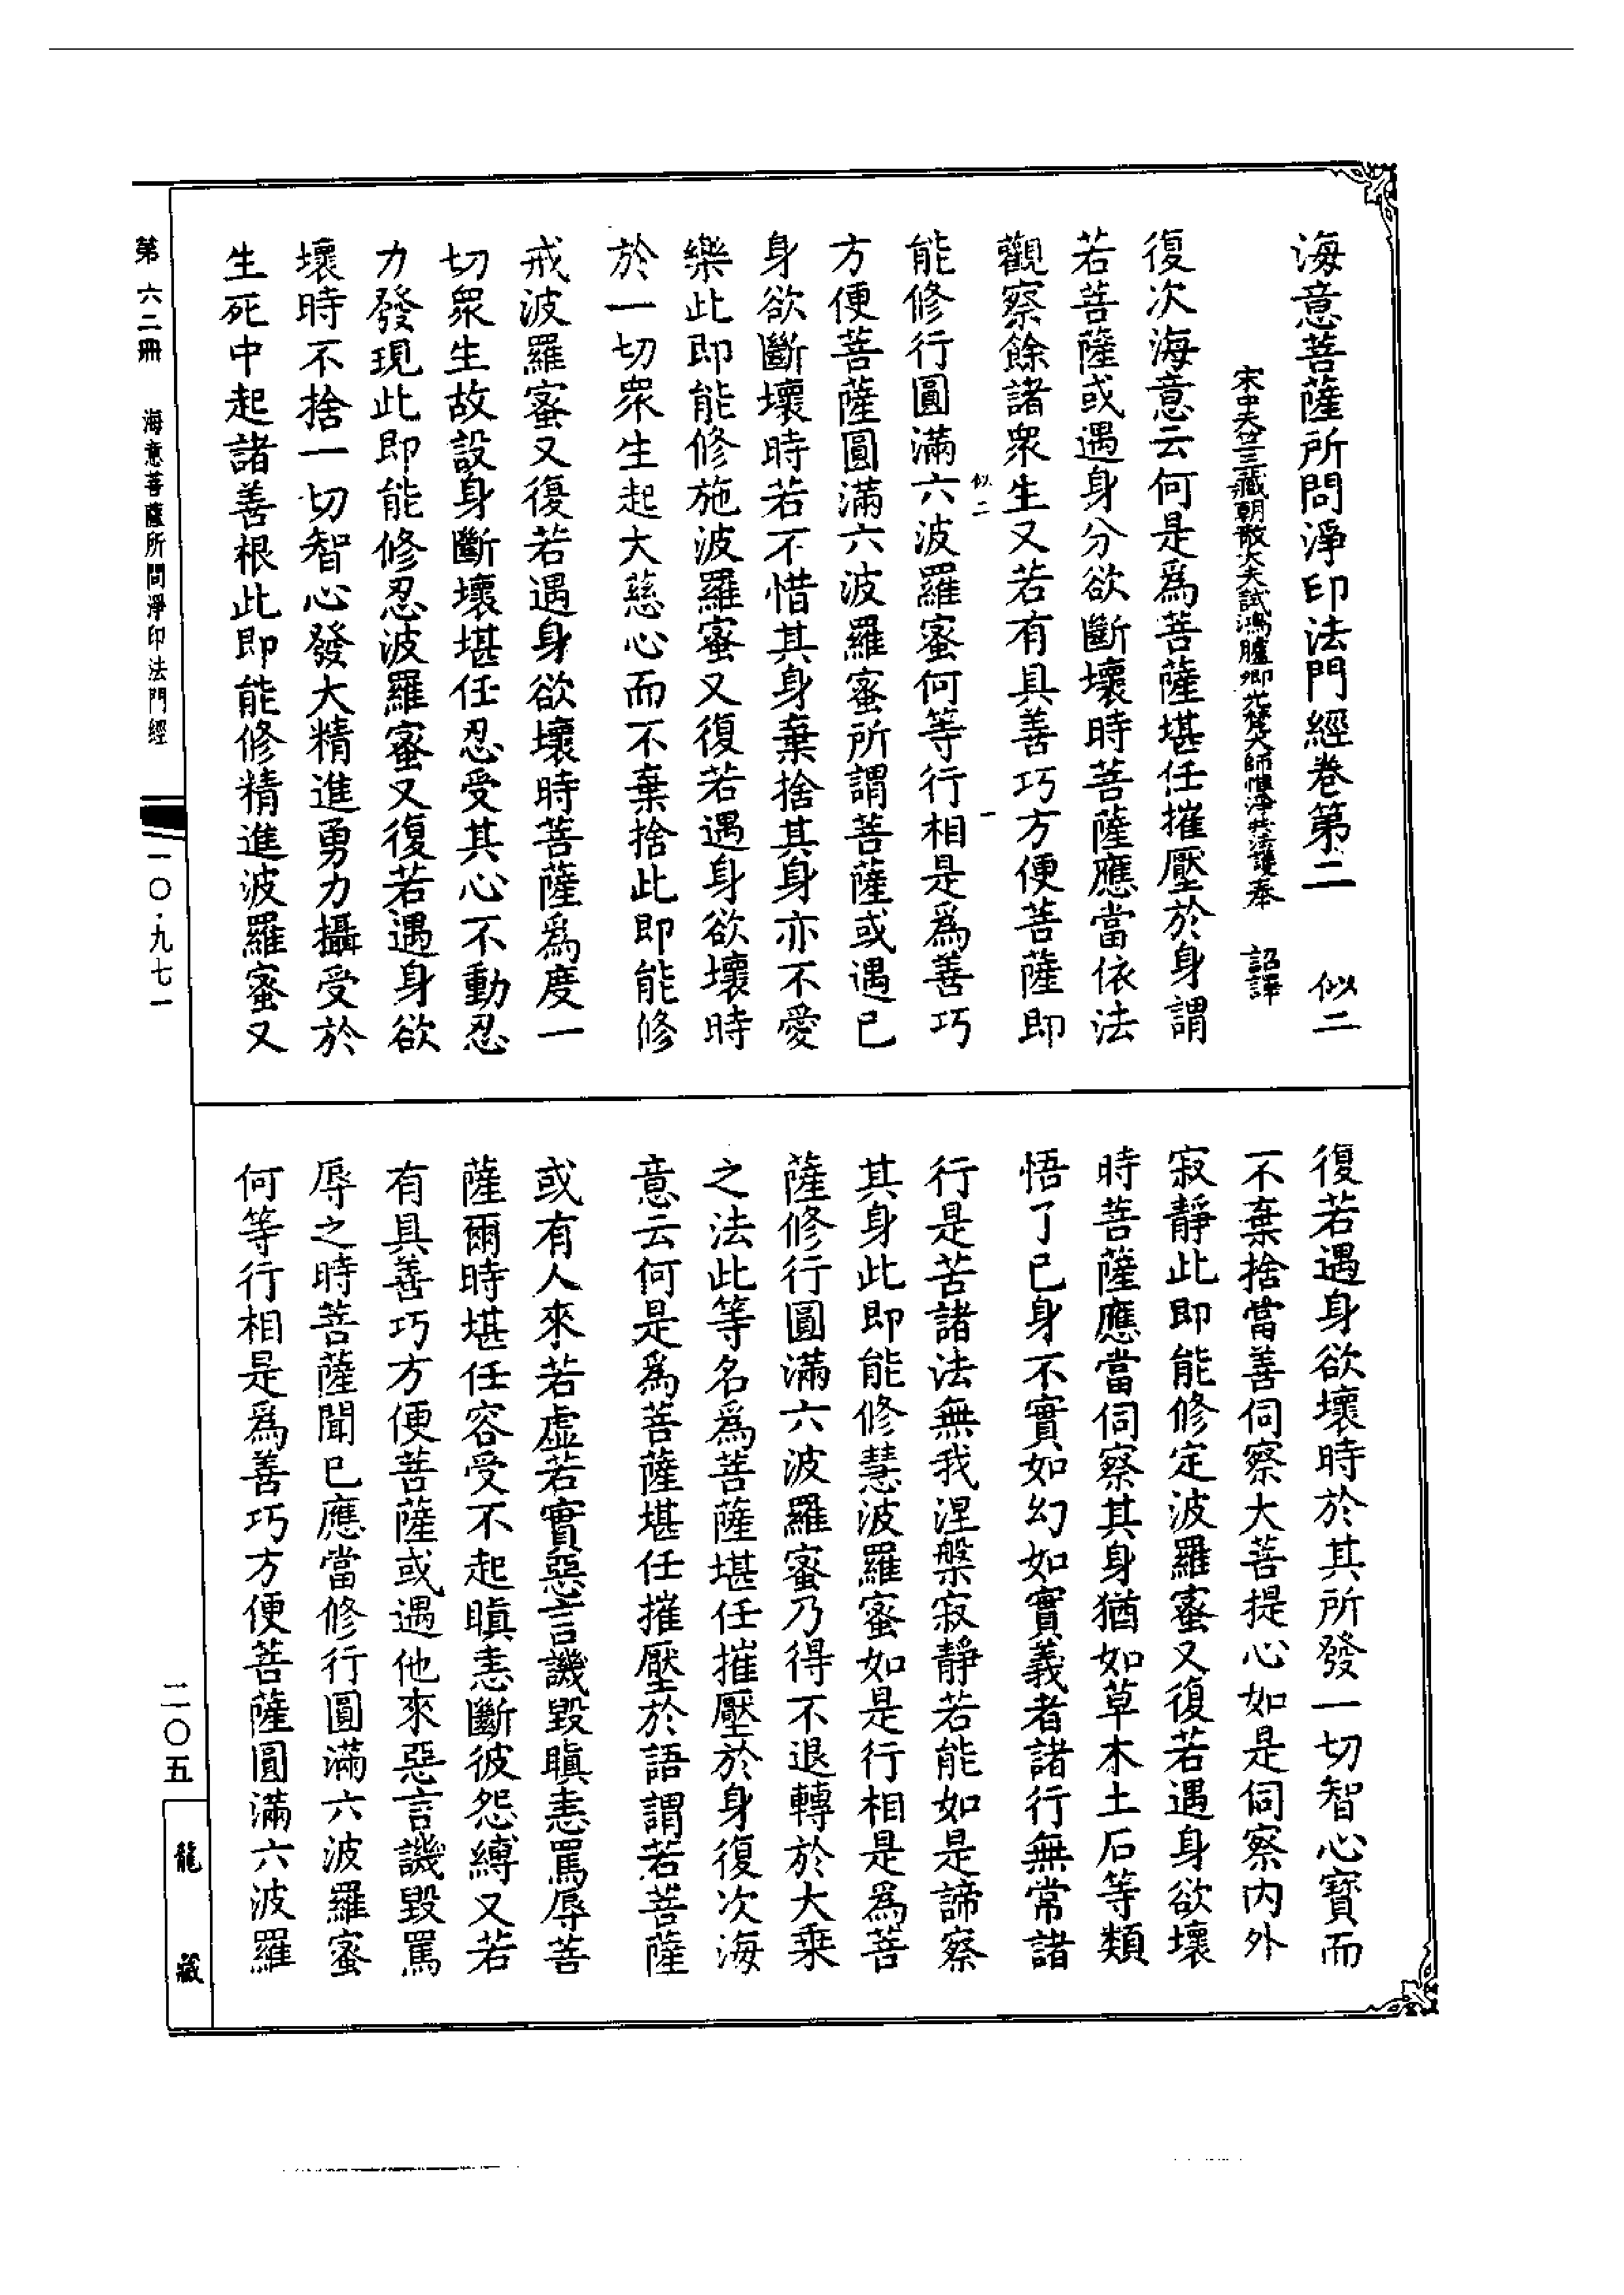 海意菩薩所問淨印法門經卷第二　似二
宋中天竺三藏朝散大夫試鴻臚卿光梵大師惟淨共法護奉　詔譯
復次海意云何是爲菩薩堪任摧壓於身謂
若菩薩或遇身分欲斷壞時菩薩應當依法
觀察餘諸衆生又若有具善巧方便菩薩即
似二　一
能修行圓滿六波羅蜜何等行相是爲善巧
方便菩薩圓滿六波羅蜜所謂菩薩或遇已
身欲斷壞時若不惜其身棄捨其身亦不愛
樂此即能修施波羅蜜又復若遇身欲壞時
於一切衆生起大慈心而不棄捨此即能修
戒波羅蜜又復若遇身欲壞時菩薩爲度一
切衆生故設身斷壞堪任忍受其心不動忍
力發現此即能修忍波羅蜜又復若遇身欲
壞時不捨一切智心發大精進勇力攝受於
生死中起諸善根此即能修精進波羅蜜又
第六二冊　海意菩薩所問淨印法門經　一〇·九七一
復若遇身欲壞時於其所發一切智心寶而
不棄捨當善伺察大菩提心如是伺察内外
寂靜此即能修定波羅蜜又復若遇身欲壞
時菩薩應當伺察其身猶如草木土石等類
悟了已身不實如幻如實義者諸行無常諸
行是苦諸法無我涅槃寂靜若能如是諦察
其身此即能修慧波羅蜜如是行相是爲菩
薩修行圓滿六波羅蜜乃得不退轉於大乘
之法此等名爲菩薩堪任摧壓於身復次海
意云何是爲菩薩堪任摧壓於語謂若菩薩
或有人來若虛若實惡言譏毀瞋恚罵辱菩
薩爾時堪任容受不起瞋恚斷彼怨縛又若
有具善巧方便菩薩或遇他來惡言譏毀罵
辱之時菩薩聞已應當修行圓滿六波羅蜜
何等行相是爲善巧方便菩薩圓滿六波羅
二〇五
龍藏